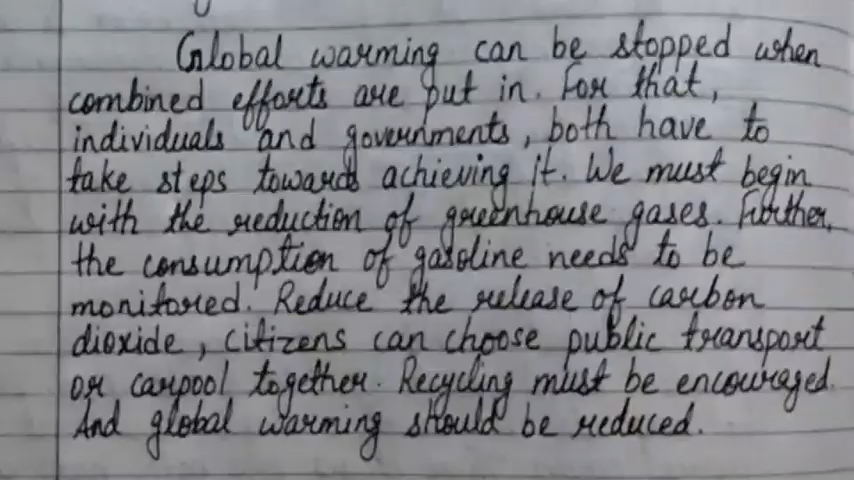 Global warming can be stopped when
combined efforts are put in. For that,
individuals and governments, both have to
take steps towards achieving it. We must begin
with the reduction of greenhouse gases. Further,
the consumption of gasoline needs to be
monitored. Reduce the release of carbon
dioxide, citizens can choose public transport
or carpool together. Recycling must be encouraged.
And global warming should be reduced.